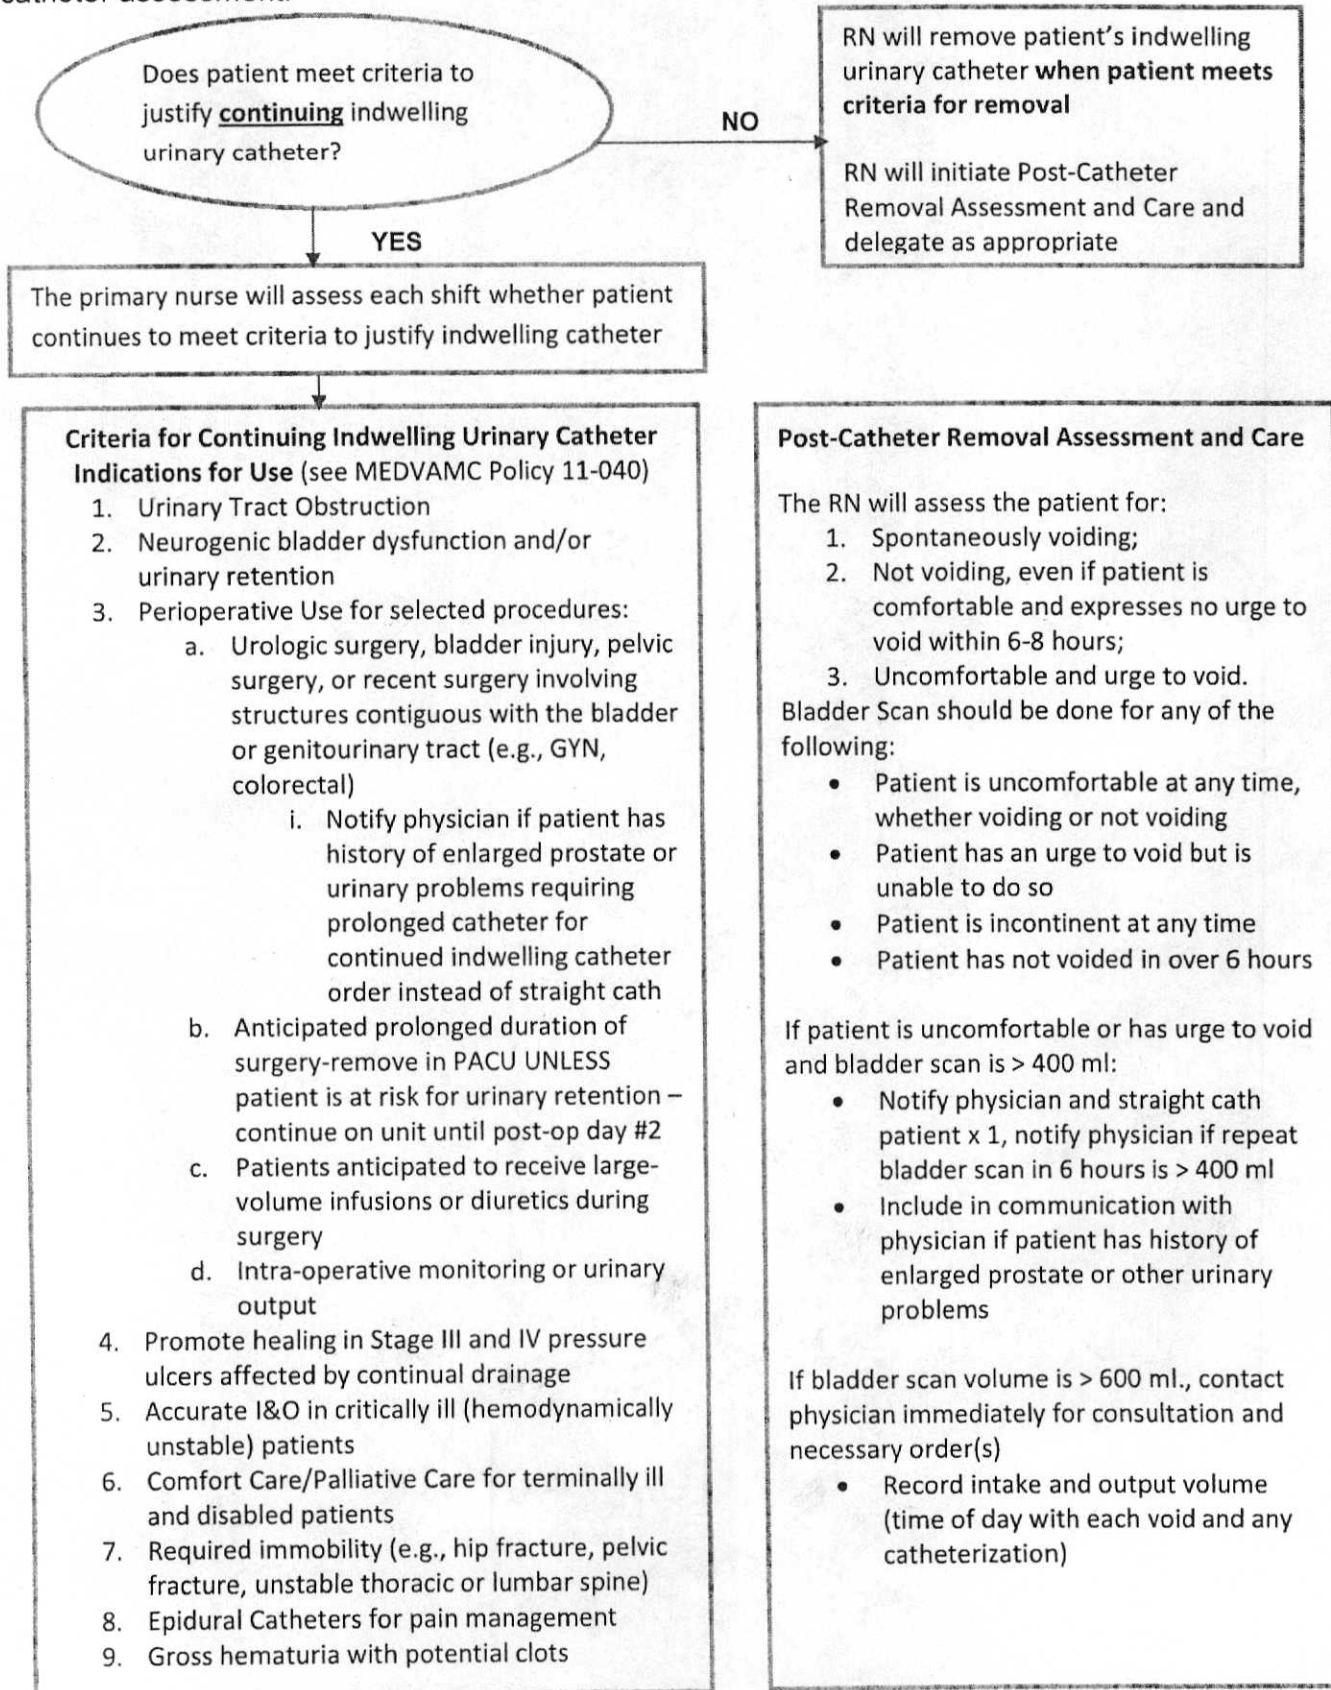 catheter assessment.
Does patient meet criteria to
justify continuing indwelling
urinary catheter?
NO
RN will remove patient's indwelling
urinary catheter when patient meets
criteria for removal
RN will initiate Post-Catheter
Removal Assessment and Care and
delegate as appropriate
YES
The primary nurse will assess each shift whether patient
continues to meet criteria to justify indwelling catheter
Criteria for Continuing Indwelling Urinary Catheter
Indications for Use (see MEDVAMC Policy 11-040)
1. Urinary Tract Obstruction
2. Neurogenic bladder dysfunction and/or
urinary retention
3. Perioperative Use for selected procedures:
a. Urologic surgery, bladder injury, pelvic
surgery, or recent surgery involving
structures contiguous with the bladder
or genitourinary tract (e.g., GYN,
colorectal)
i. Notify physician if patient has
history of enlarged prostate or
urinary problems requiring
prolonged catheter for
continued indwelling catheter
order instead of straight cath
b. Anticipated prolonged duration of
surgery-remove in PACU UNLESS
patient is at risk for urinary retention –
continue on unit until post-op day #2
c. Patients anticipated to receive large-
volume infusions or diuretics during
surgery
d. Intra-operative monitoring or urinary
output
4. Promote healing in Stage III and IV pressure
ulcers affected by continual drainage
5. Accurate I&O in critically ill (hemodynamically
unstable) patients
6. Comfort Care/Palliative Care for terminally ill
and disabled patients
7. Required immobility (e.g., hip fracture, pelvic
fracture, unstable thoracic or lumbar spine)
8. Epidural Catheters for pain management
9. Gross hematuria with potential clots
Post-Catheter Removal Assessment and Care
The RN will assess the patient for:
1. Spontaneously voiding;
2. Not voiding, even if patient is
comfortable and expresses no urge to
void within 6-8 hours;
3. Uncomfortable and urge to void.
Bladder Scan should be done for any of the
following:
• Patient is uncomfortable at any time,
whether voiding or not voiding
• Patient has an urge to void but is
unable to do so
• Patient is incontinent at any time
• Patient has not voided in over 6 hours
If patient is uncomfortable or has urge to void
and bladder scan is > 400 ml:
• Notify physician and straight cath
patient x 1, notify physician if repeat
bladder scan in 6 hours is > 400 ml
• Include in communication with
physician if patient has history of
enlarged prostate or other urinary
problems
If bladder scan volume is > 600 ml., contact
physician immediately for consultation and
necessary order(s)
• Record intake and output volume
(time of day with each void and any
catheterization)